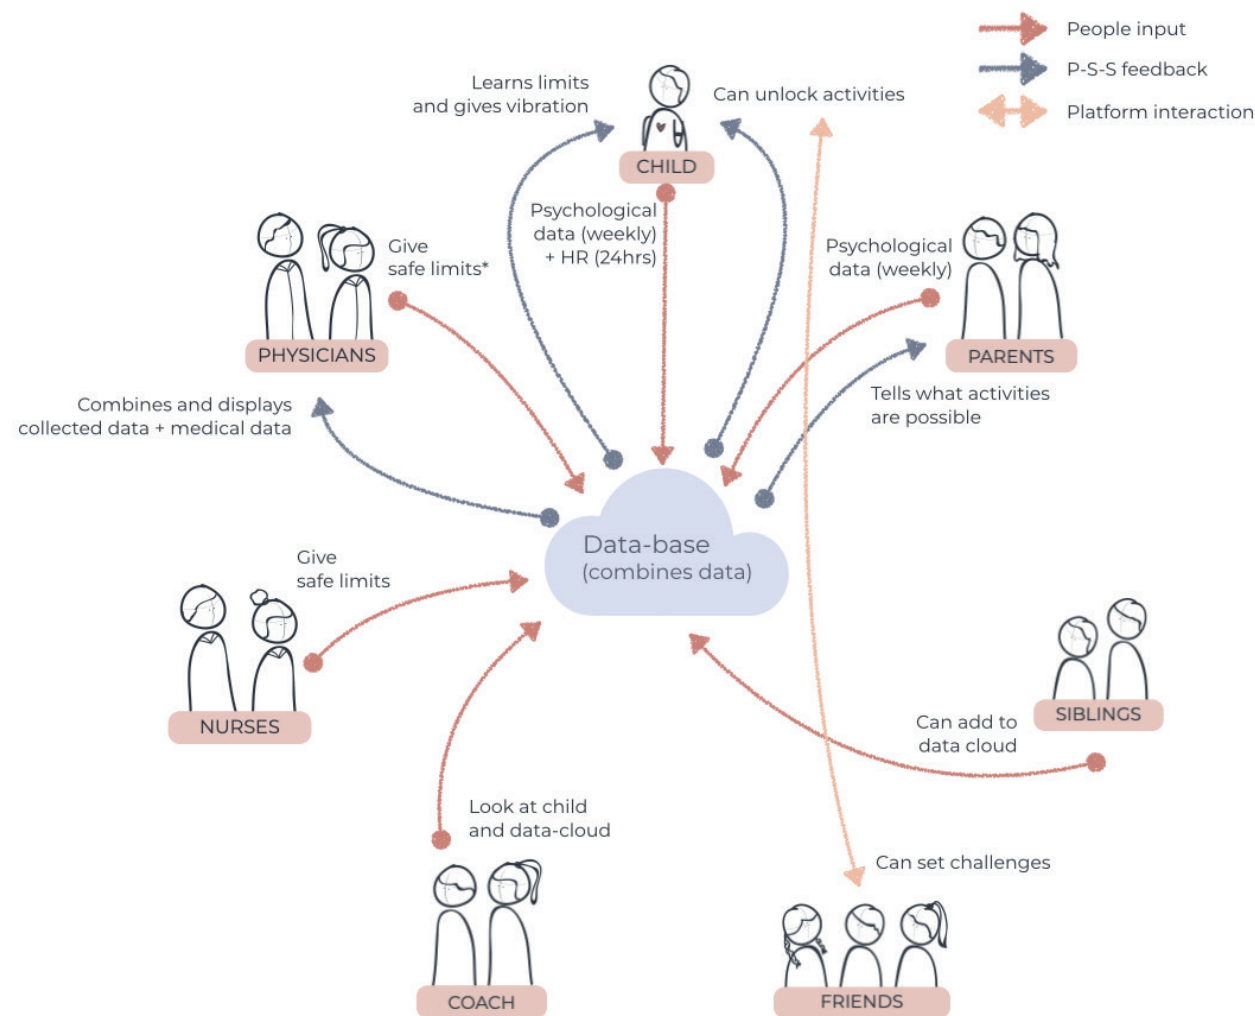 People input
P-S-S feedback
Platform interaction
Learns limits
and gives vibration
Can unlock activities
CHILD
Psychological
data (weekly)
+ HR (24hrs)
Give
safe limits*
PHYSICIANS
Psychological
data (weekly)
PARENTS
Combines and displays
collected data + medical data
Tells what activities
are possible
Data-base
(combines data)
Give
safe limits
NURSES
SIBLINGS
Can add to
data cloud
Look at child
and data-cloud
COACH
Can set challenges
FRIENDS